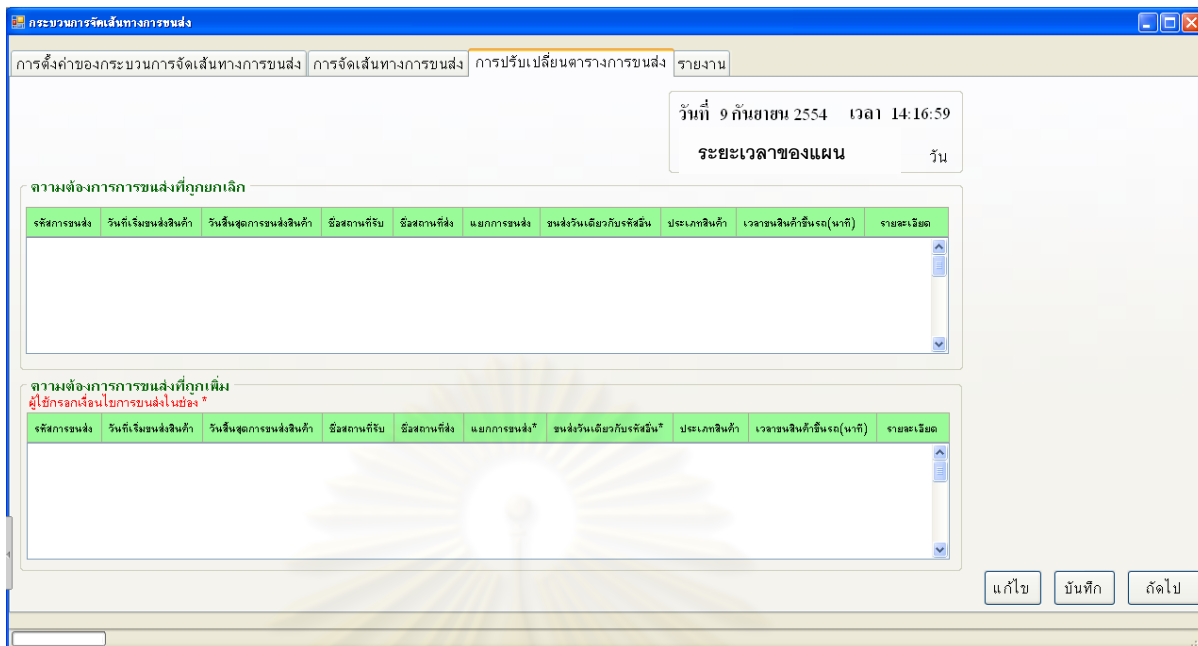 กระบวนการจัดเส้นทางการขนส่ง
การตั้งค่าของกระบวนการจัดเส้นทางการขนส่ง การจัดเส้นทางการขนส่ง การปรับเปลี่ยนตารางการขนส่ง รายงาน
วันที่ 9 กันยายน 2554 เวลา 14:16:59
ระยะเวลาของแผน วัน
ความต้องการการขนส่งที่ถูกยกเลิก
รหัสการขนส่ง วันที่เริ่มขนส่งสินค้า วันสิ้นสุดการขนส่งสินค้า ชื่อสถานที่รับ ชื่อสถานที่ส่ง แยกการขนส่ง ขนส่งวันเดียวกับรหัสอื่น ประเภทสินค้า เวลาขนสินค้าขึ้นรถ(นาที) รายละเอียด
ความต้องการการขนส่งที่ถูกเพิ่ม
ผู้ใช้กรอกเงื่อนไขการขนส่งในช่อง *
รหัสการขนส่ง วันที่เริ่มขนส่งสินค้า วันสิ้นสุดการขนส่งสินค้า ชื่อสถานที่รับ ชื่อสถานที่ส่ง แยกการขนส่ง* ขนส่งวันเดียวกับรหัสอื่น* ประเภทสินค้า เวลาขนสินค้าขึ้นรถ(นาที) รายละเอียด
แก้ไข บันทึก ถัดไป